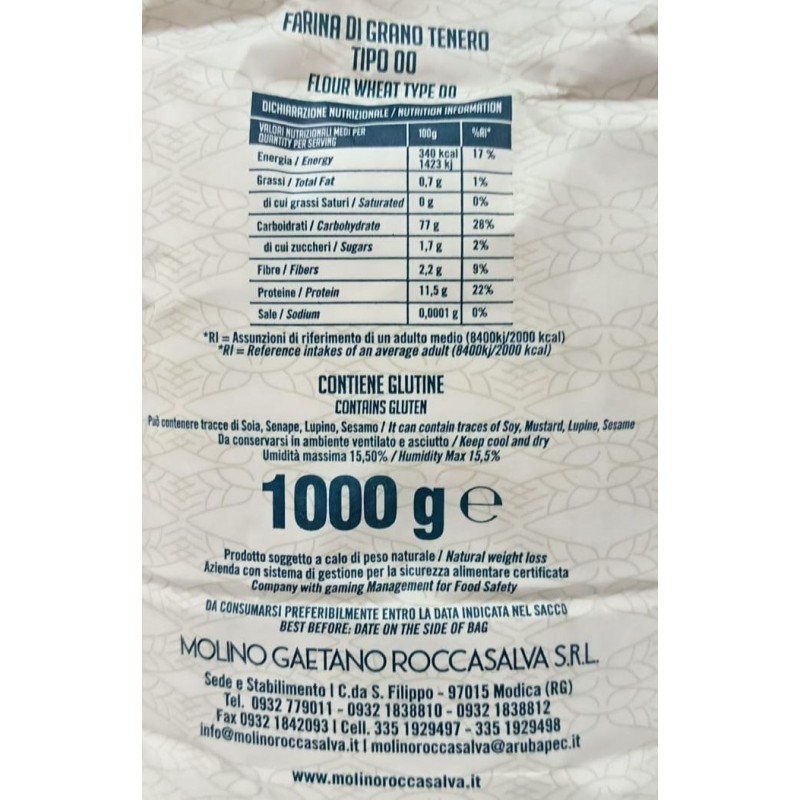 FARINA DI GRANO TENERO
TIPO 00
FLOUR WHEAT TYPE 00
DICHIARAZIONE NUTRIZIONALE / NUTRITION INFORMATION
VALORI NUTRIZIONALI MEDI PER 100g %RI*
QUANTITY PER SERVING
Energia / Energy 340 kcal 17 %
1423 kj
Grassi / Total Fat 0,7 g 1%
di cui grassi Saturi / Saturated 0 g 0%
Carboidrati / Carbohydrate 77 g 28%
di cui zuccheri / Sugars 1,7 g 2%
Fibre / Fibers 2,2 g 9%
Proteine / Protein 11,5 g 22%
Sale / Sodium 0,0001 g 0%
*RI = Assunzioni di riferimento di un adulto medio (8400kj/2000 kcal)
*RI = Reference intakes of an average adult (8400kj/2000 kcal)
CONTIENE GLUTINE
CONTAINS GLUTEN
Può contenere tracce di Soia, Senape, Lupino, Sesamo / It can contain traces of Soy, Mustard, Lupine, Sesame
Da conservarsi in ambiente ventilato e asciutto / Keep cool and dry
Umidità massima 15,50% / Humidity Max 15,5%
1000 g e
Prodotto soggetto a calo di peso naturale / Natural weight loss
Azienda con sistema di gestione per la sicurezza alimentare certificata
Company with gaming Management for Food Safety
DA CONSUMARSI PREFERIBILMENTE ENTRO LA DATA INDICATA NEL SACCO
BEST BEFORE: DATE ON THE SIDE OF BAG
MOLINO GAETANO ROCCASALVA S.R.L.
Sede e Stabilimento | C.da S. Filippo - 97015 Modica (RG)
Tel. 0932 779011 - 0932 1838810 - 0932 1838812
Fax 0932 1842093 | Cell. 335 1929497 - 335 1929498
info@molinoroccasalva.it | molinoroccasalva@arubapec.it
www.molinoroccasalva.it